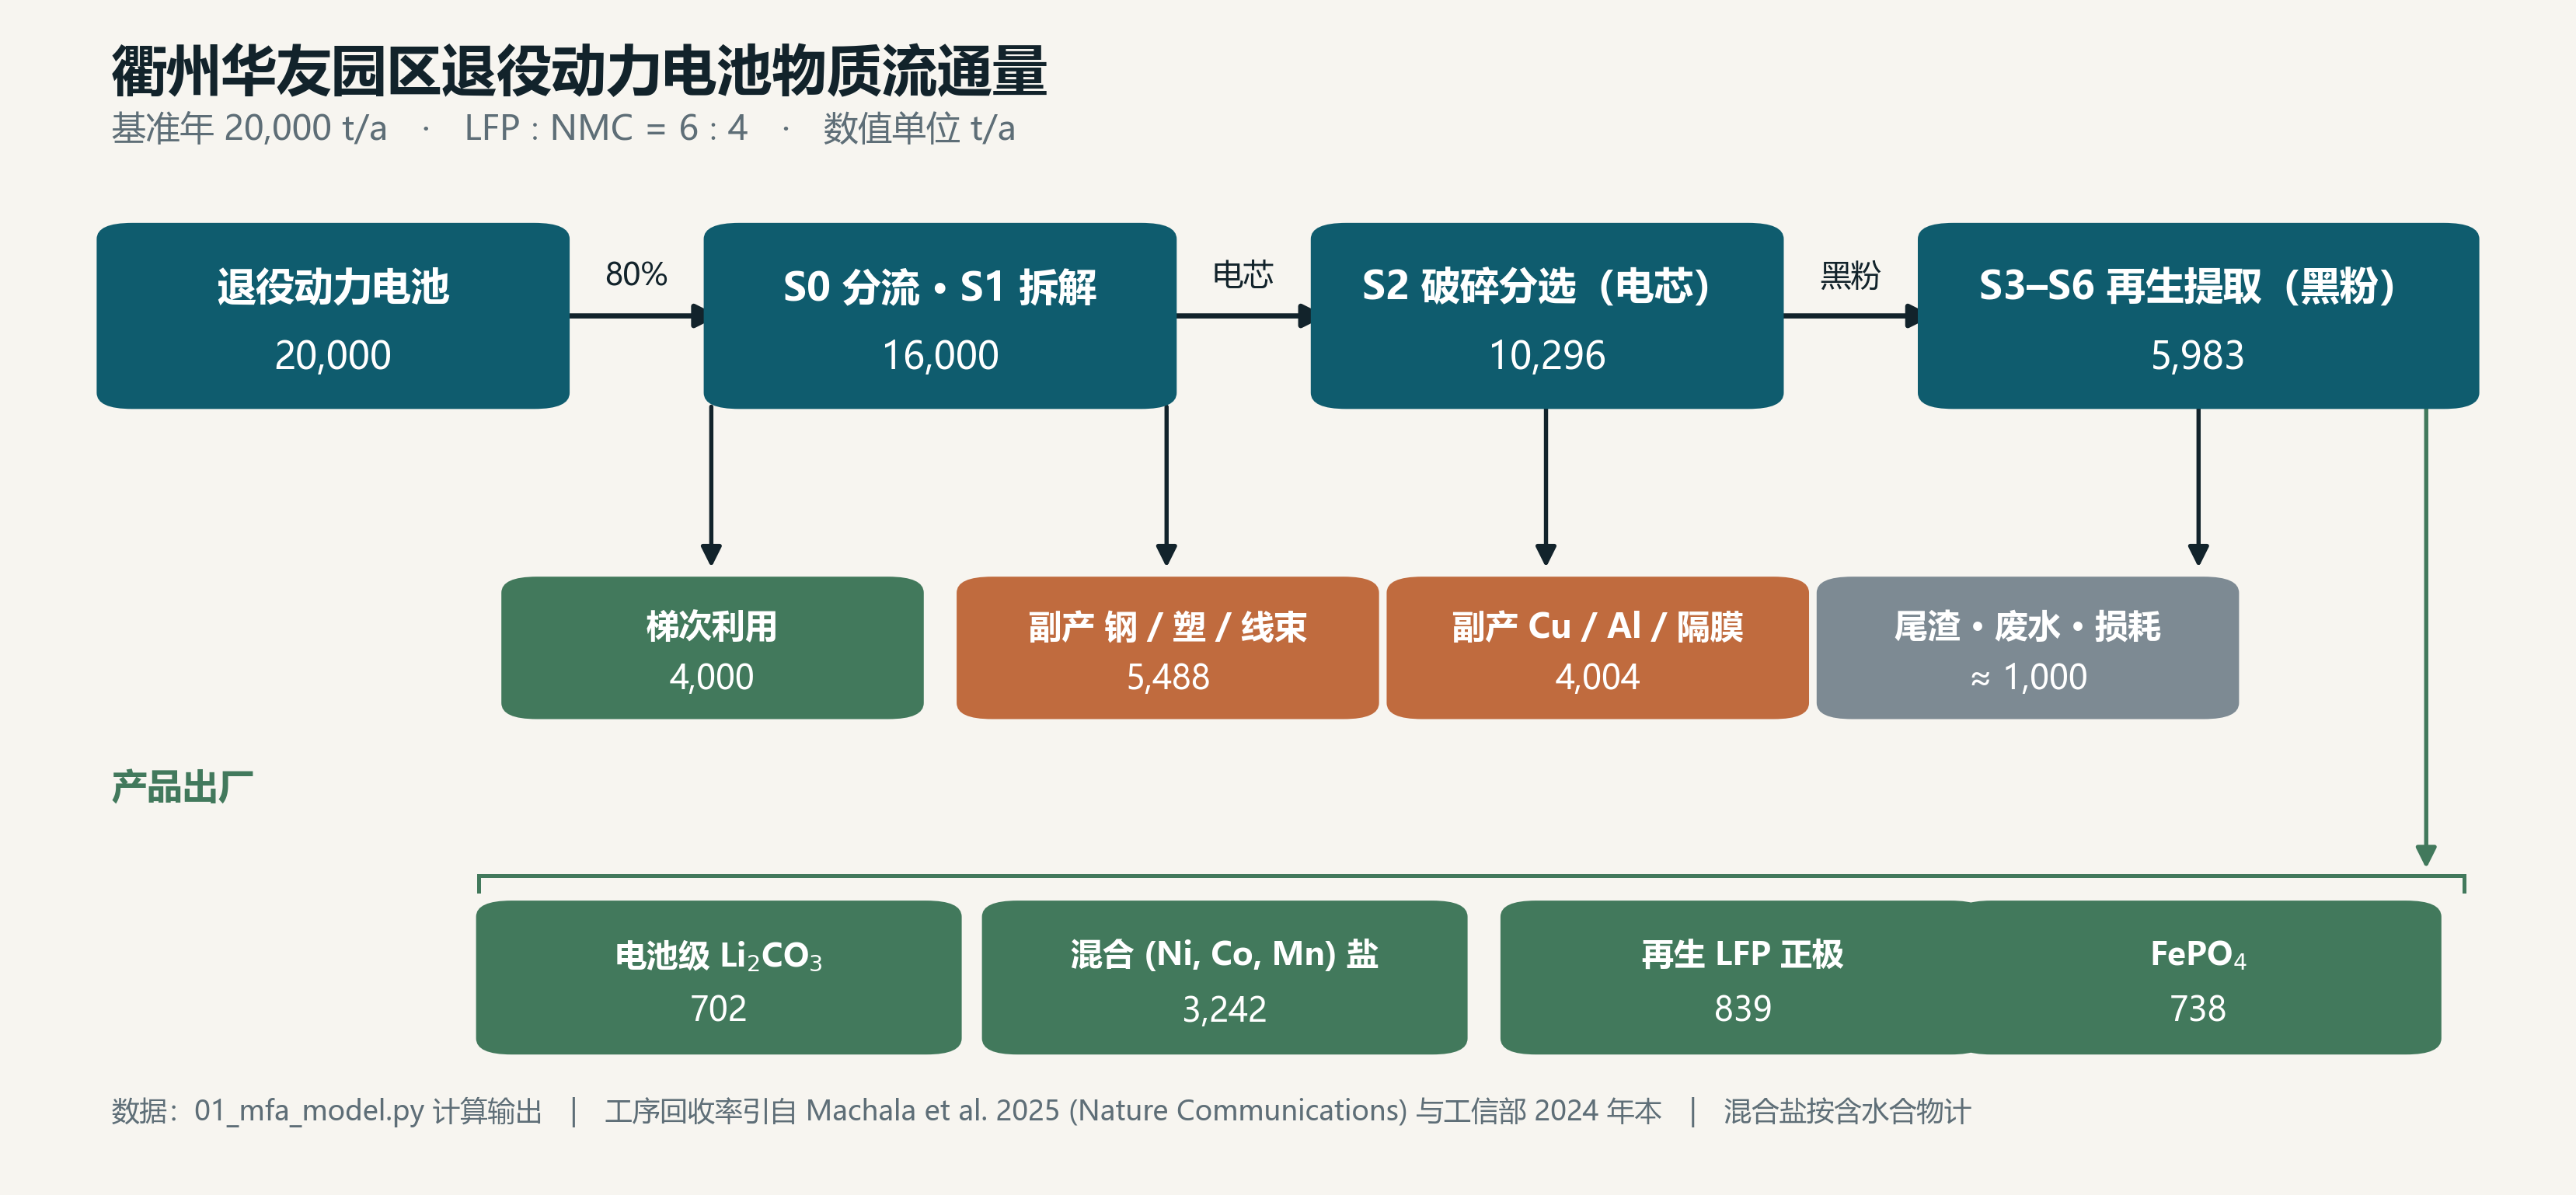 衢州华友园区退役动力电池物质流通量
基准年 20,000 t/a · LFP : NMC = 6 : 4 · 数值单位 t/a
退役动力电池
20,000
80%
S0 分流 • S1 拆解
16,000
电芯
S2 破碎分选（电芯）
10,296
黑粉
S3–S6 再生提取（黑粉）
5,983
梯次利用
4,000
副产 钢 / 塑 / 线束
5,488
副产 Cu / Al / 隔膜
4,004
尾渣 • 废水 • 损耗
≈ 1,000
产品出厂
电池级 Li₂CO₃
702
混合 (Ni, Co, Mn) 盐
3,242
再生 LFP 正极
839
FePO₄
738
数据：01_mfa_model.py 计算输出 | 工序回收率引自 Machala et al. 2025 (Nature Communications) 与工信部 2024 年本 | 混合盐按含水合物计